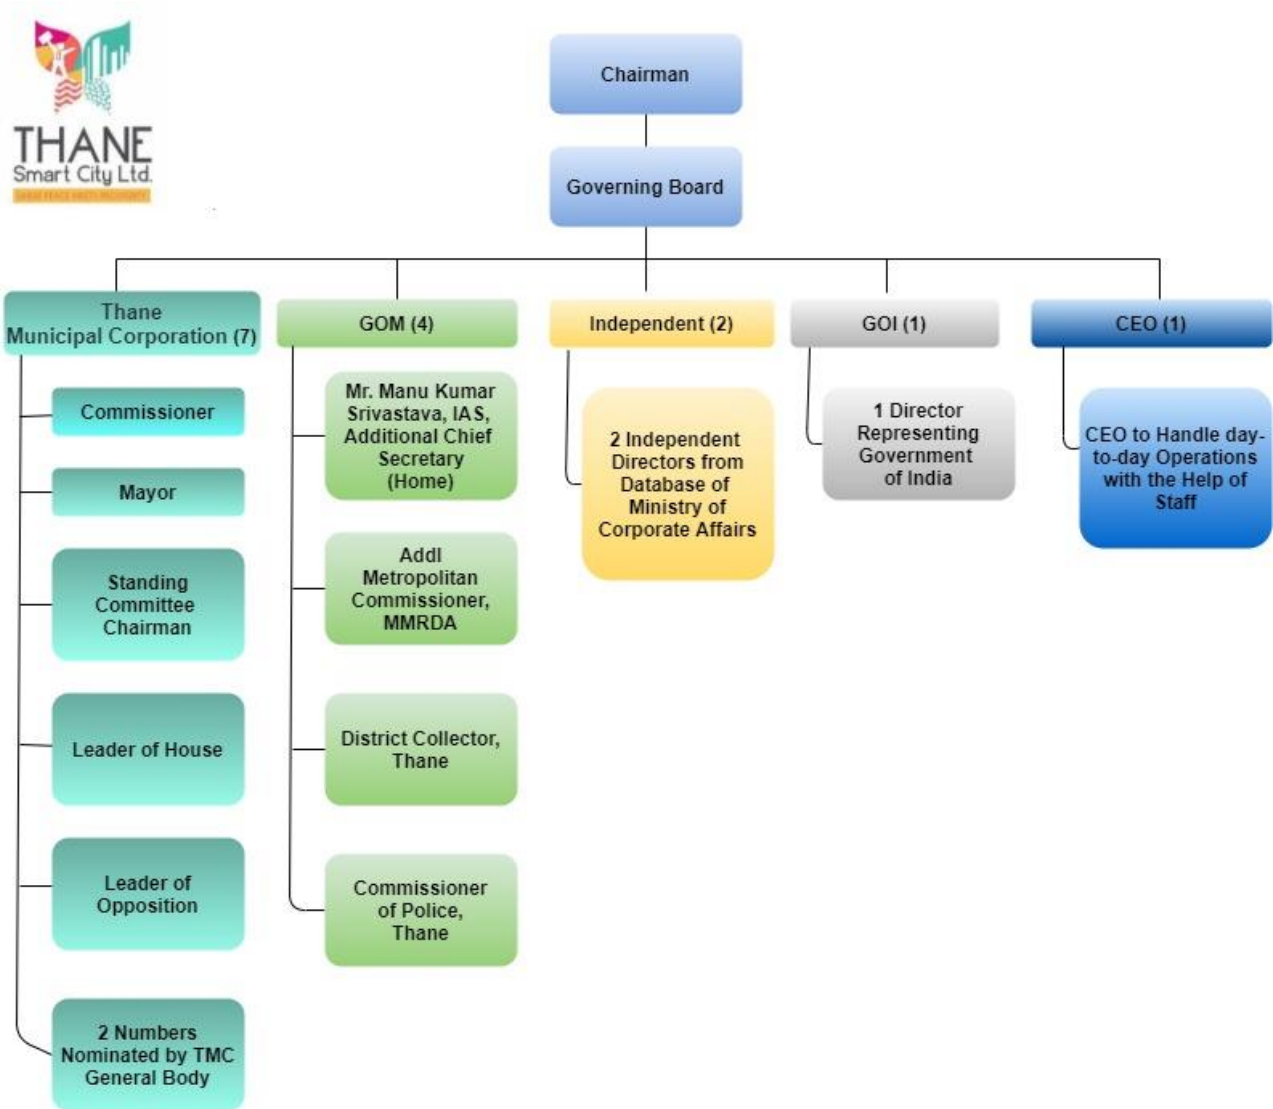 THANE
Smart City Ltd.
Chairman
Governing Board
Thane
Municipal Corporation (7)
Commissioner
Mayor
Standing
Committee
Chairman
Leader of House
Leader of
Opposition
2 Numbers
Nominated by TMC
General Body
GOM (4)
Mr. Manu Kumar
Srivastava, IAS,
Additional Chief
Secretary
(Home)
Addl
Metropolitan
Commissioner,
MMRDA
District Collector,
Thane
Commissioner
of Police,
Thane
Independent (2)
2 Independent
Directors from
Database of
Ministry of
Corporate Affairs
GOI (1)
1 Director
Representing
Government
of India
CEO (1)
CEO to Handle day-
to-day Operations
with the Help of
Staff